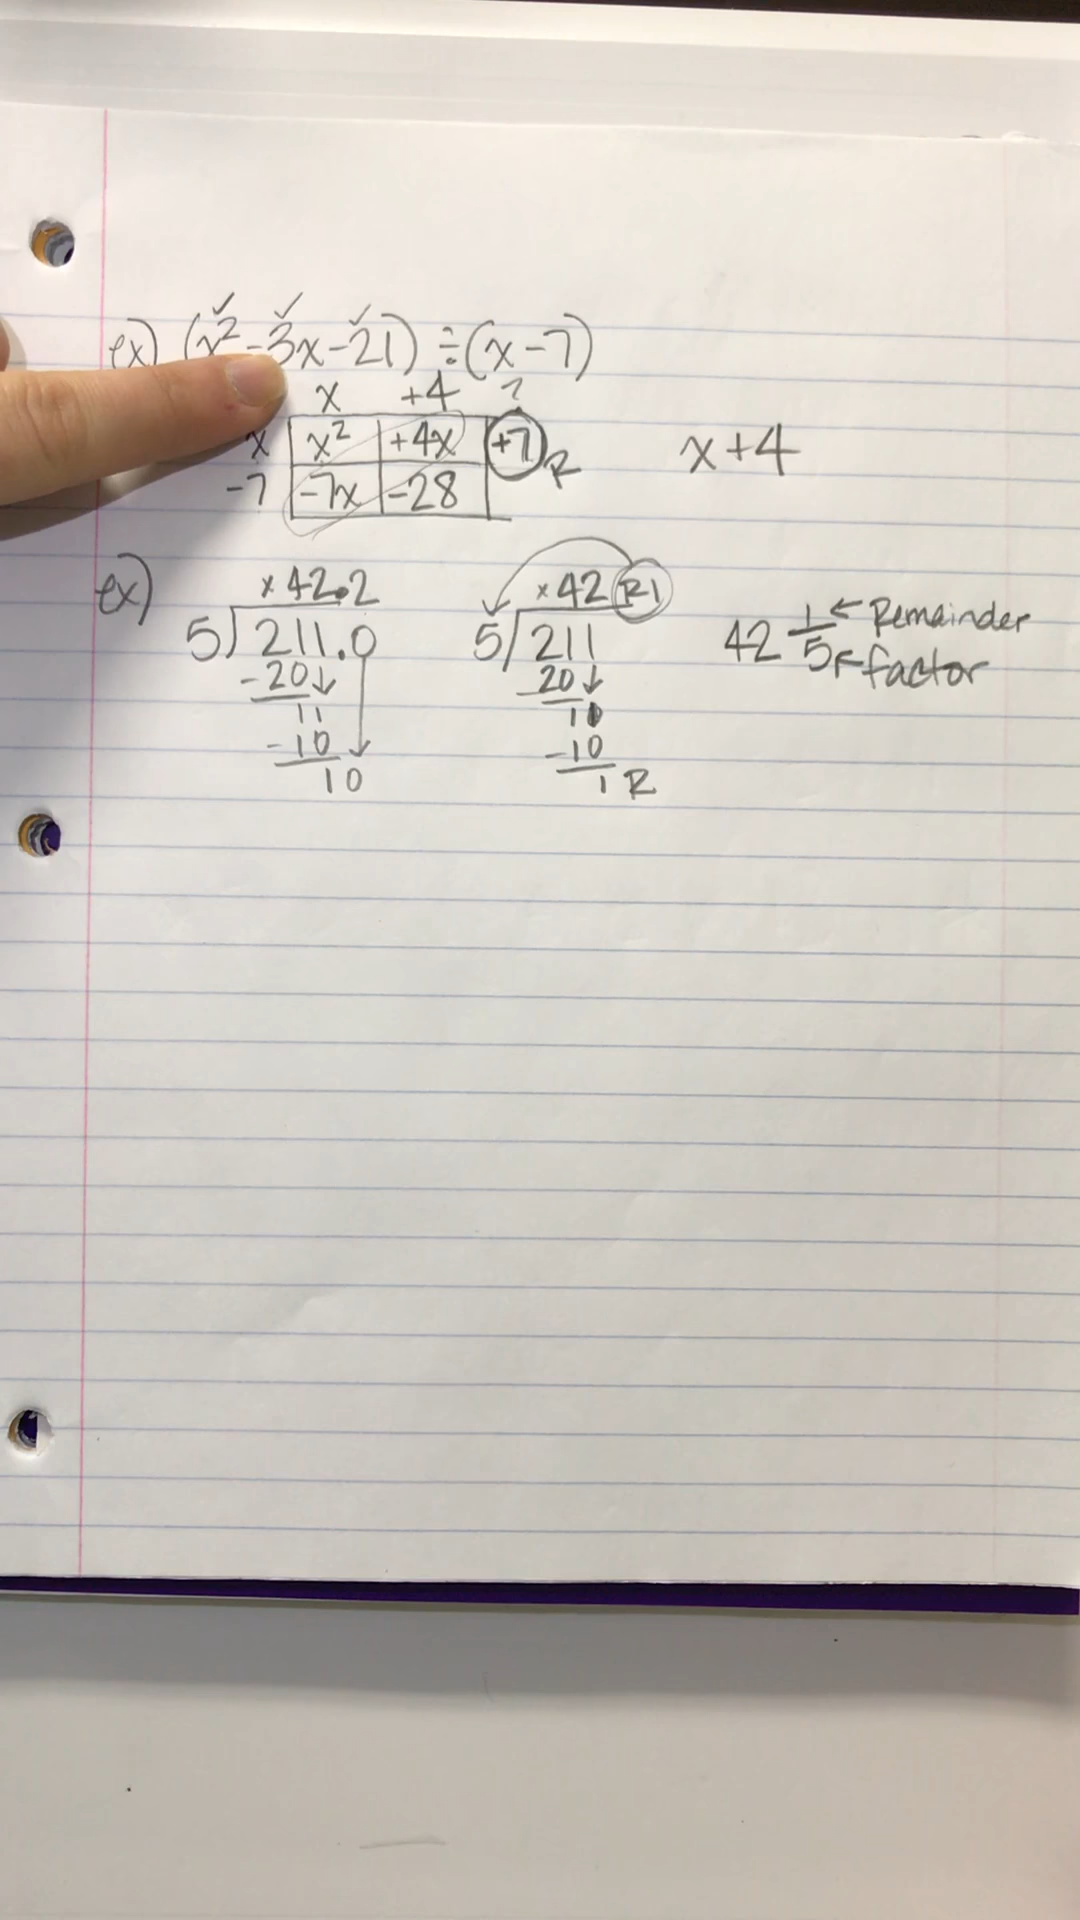 ex) (x² - 3x - 21) ÷ (x - 7)
x +4 ?
x x² +4x +7 R x+4
-7 -7x -28
ex) x 42.2 x 42 R1
5) 211.0 5) 211 42 1/5 ← Remainder
← factor
-20↓ 20↓
11 10
-10 -10
10 1 R